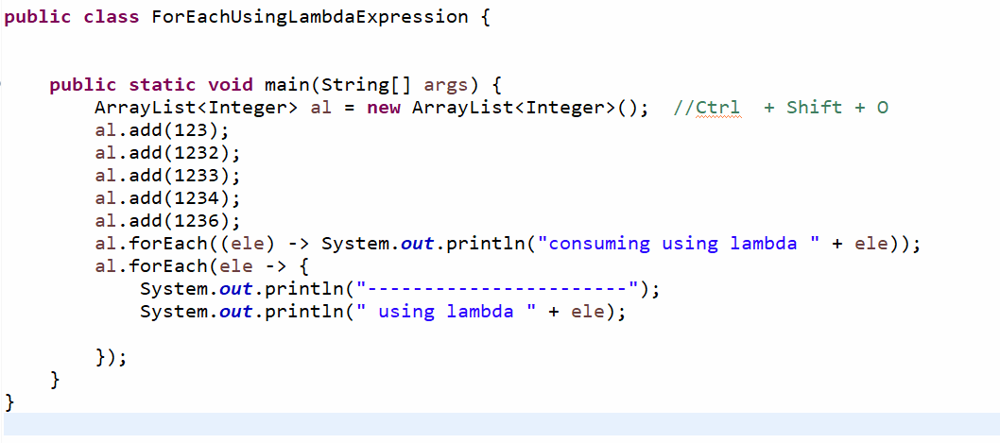 public class ForEachUsingLambdaExpression {
public static void main(String[] args) {
ArrayList<Integer> al = new ArrayList<Integer>();  //Ctrl  + Shift + O
al.add(123);
al.add(1232);
al.add(1233);
al.add(1234);
al.add(1236);
al.forEach((ele) -> System.out.println("consuming using lambda " + ele));
al.forEach(ele -> {
System.out.println("-----------------------");
System.out.println(" using lambda " + ele);
});
}
}